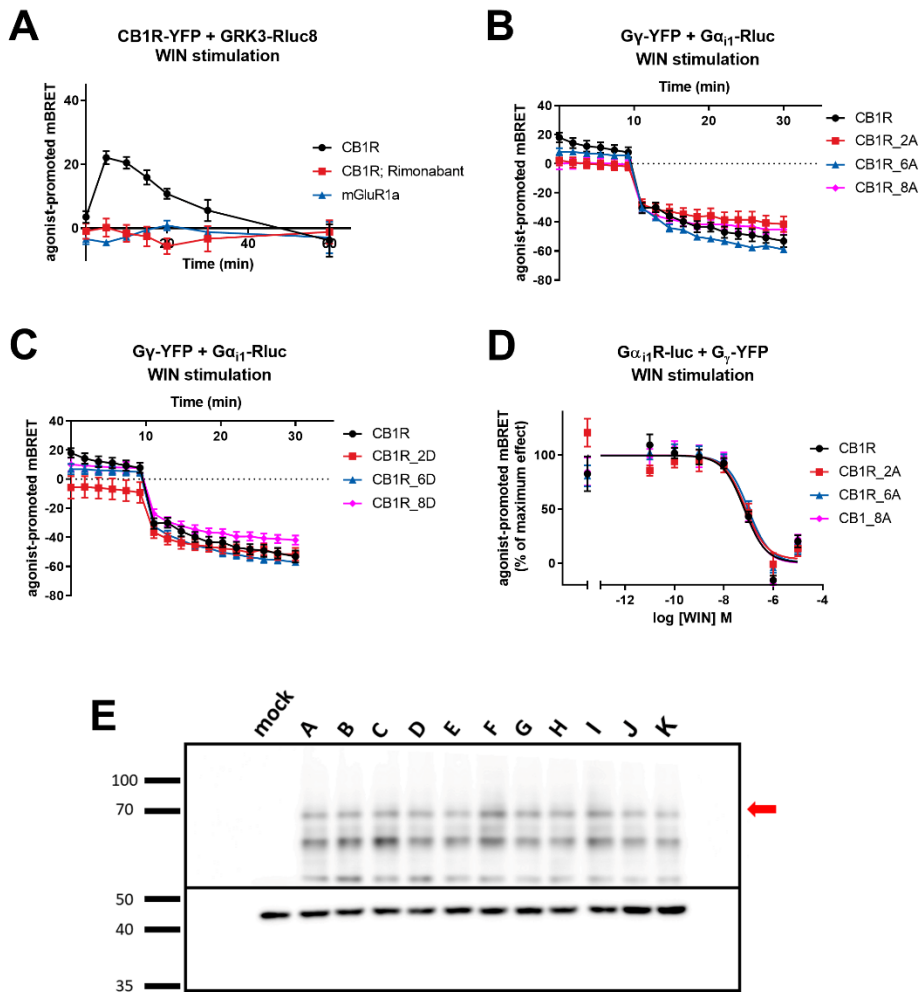 A
CB1R-YFP + GRK3-Rluc8
WIN stimulation
agonist-promoted mBRET
40
20
0
-20
20
40
60
Time (min)
CB1R
CB1R; Rimonabant
mGluR1a
B
Gγ-YFP + Gαi1-Rluc
WIN stimulation
Time (min)
10
20
30
agonist-promoted mBRET
40
20
0
-20
-40
-60
-80
CB1R
CB1R_2A
CB1R_6A
CB1R_8A
C
Gγ-YFP + Gαi1-Rluc
WIN stimulation
Time (min)
0
10
20
30
agonist-promoted mBRET
40
20
0
-20
-40
-60
-80
CB1R
CB1R_2D
CB1R_6D
CB1R_8D
D
Gαi1R-luc + Gγ-YFP
WIN stimulation
agonist-promoted mBRET
(% of maximum effect)
100
50
0
-12
-10
-8
-6
-4
log [WIN] M
CB1R
CB1R_2A
CB1R_6A
CB1_8A
E
mock A B C D E F G H I J K
100
70
50
40
35